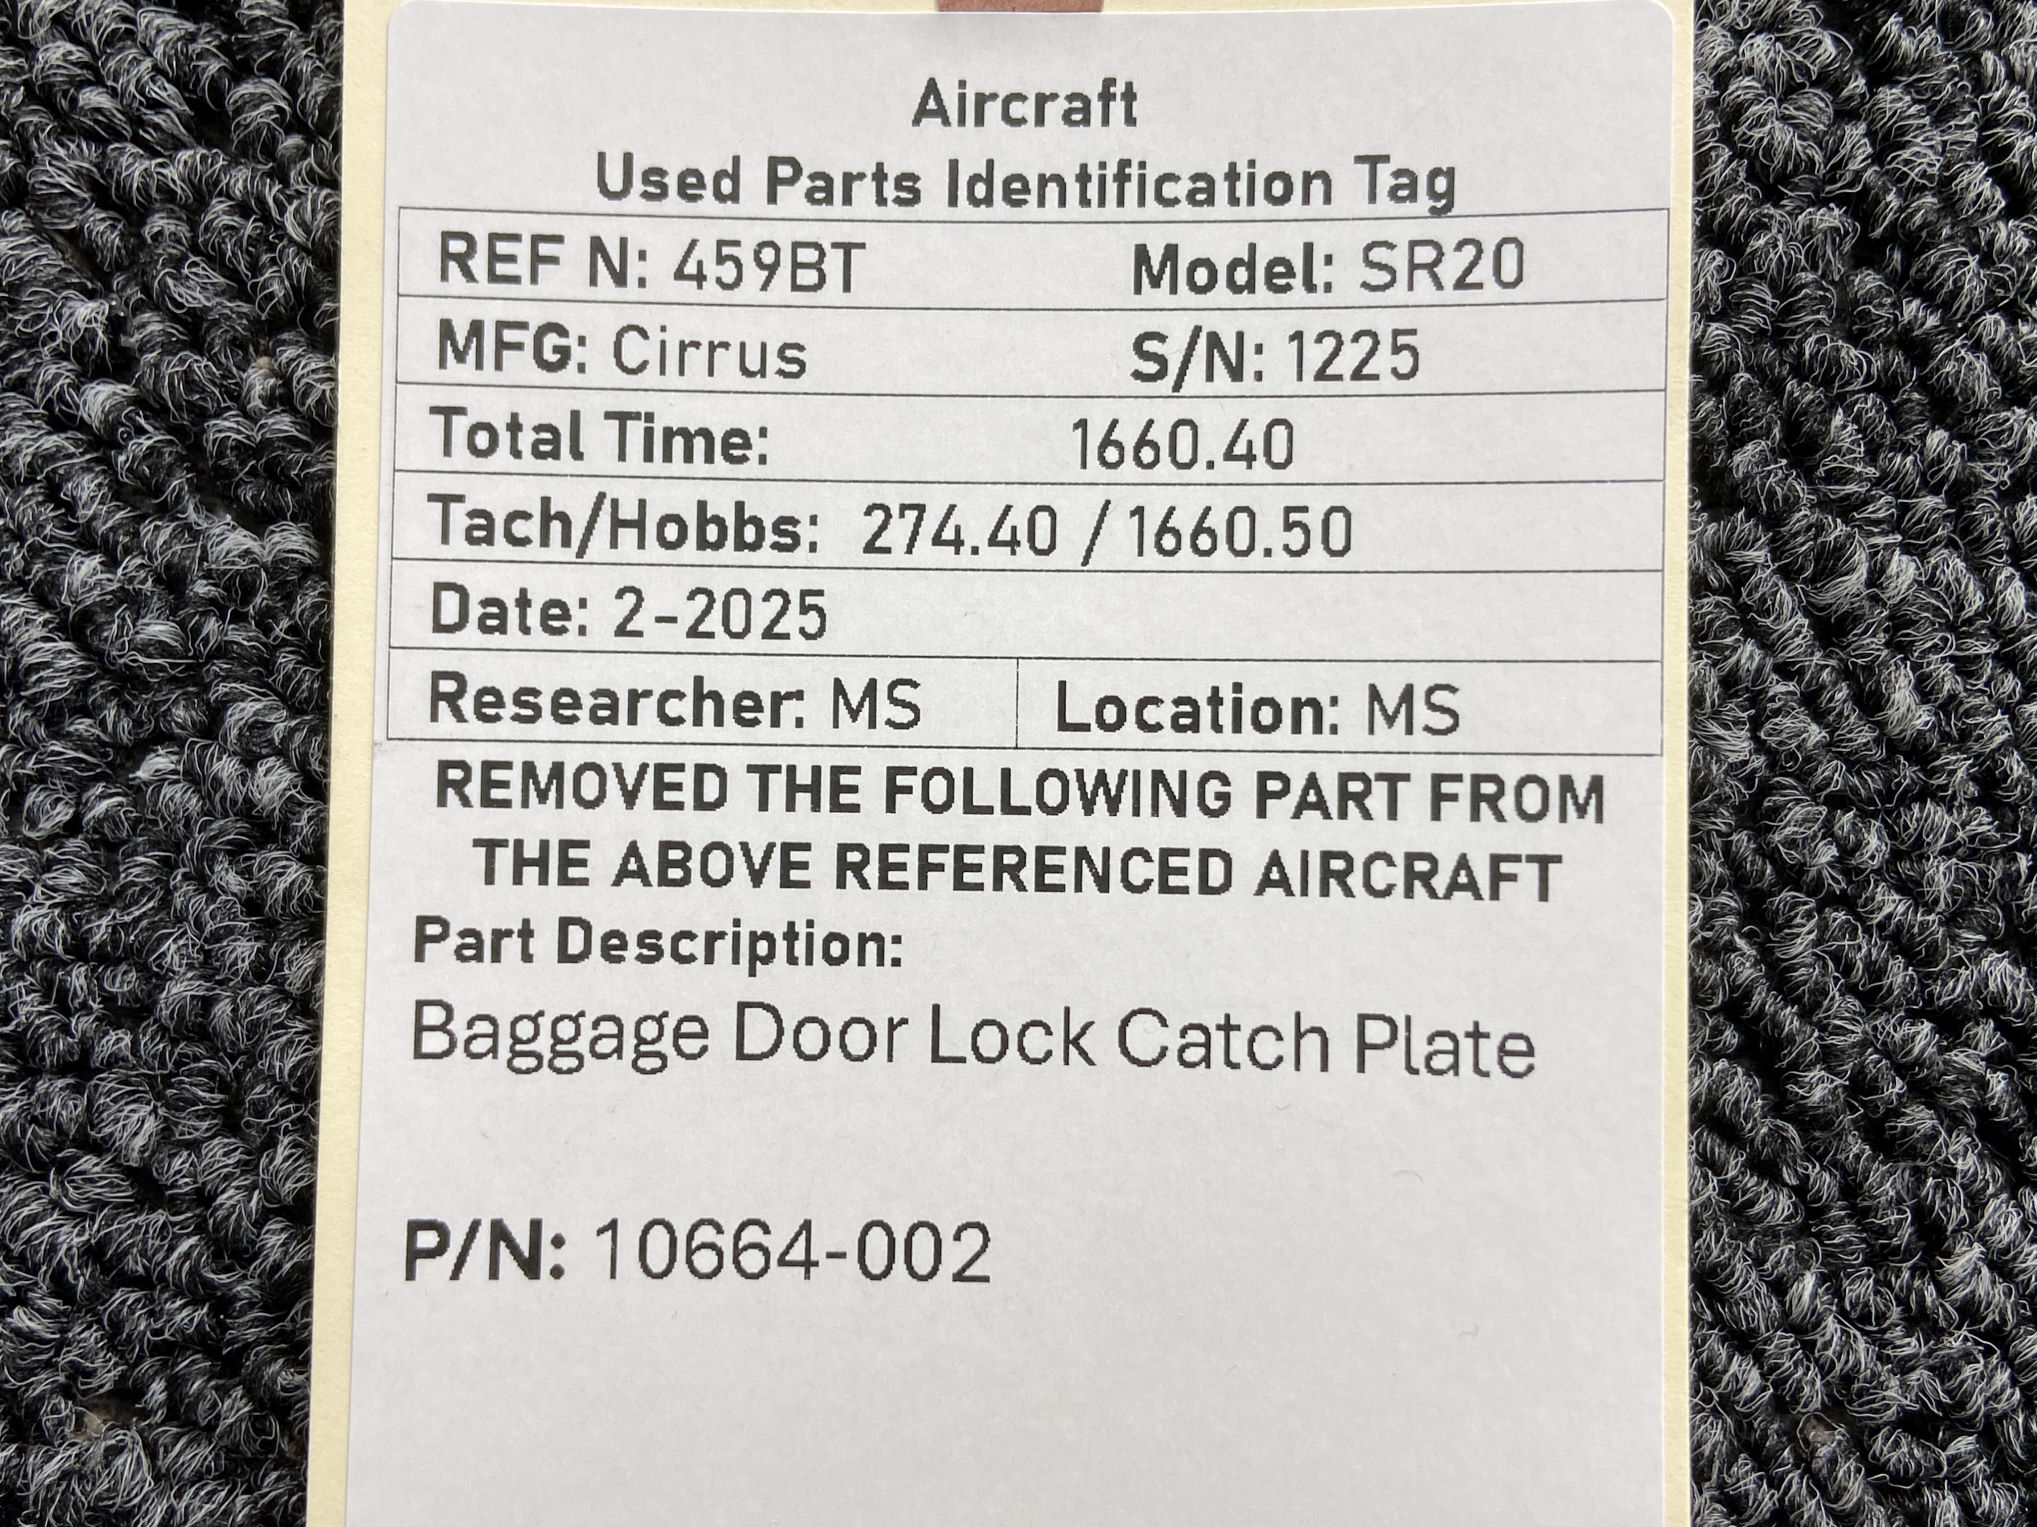 Aircraft
Used Parts Identification Tag
REF N: 459BT Model: SR20
MFG: Cirrus S/N: 1225
Total Time: 1660.40
Tach/Hobbs: 274.40 / 1660.50
Date: 2-2025
Researcher: MS Location: MS
REMOVED THE FOLLOWING PART FROM
THE ABOVE REFERENCED AIRCRAFT
Part Description:
Baggage Door Lock Catch Plate
P/N: 10664-002